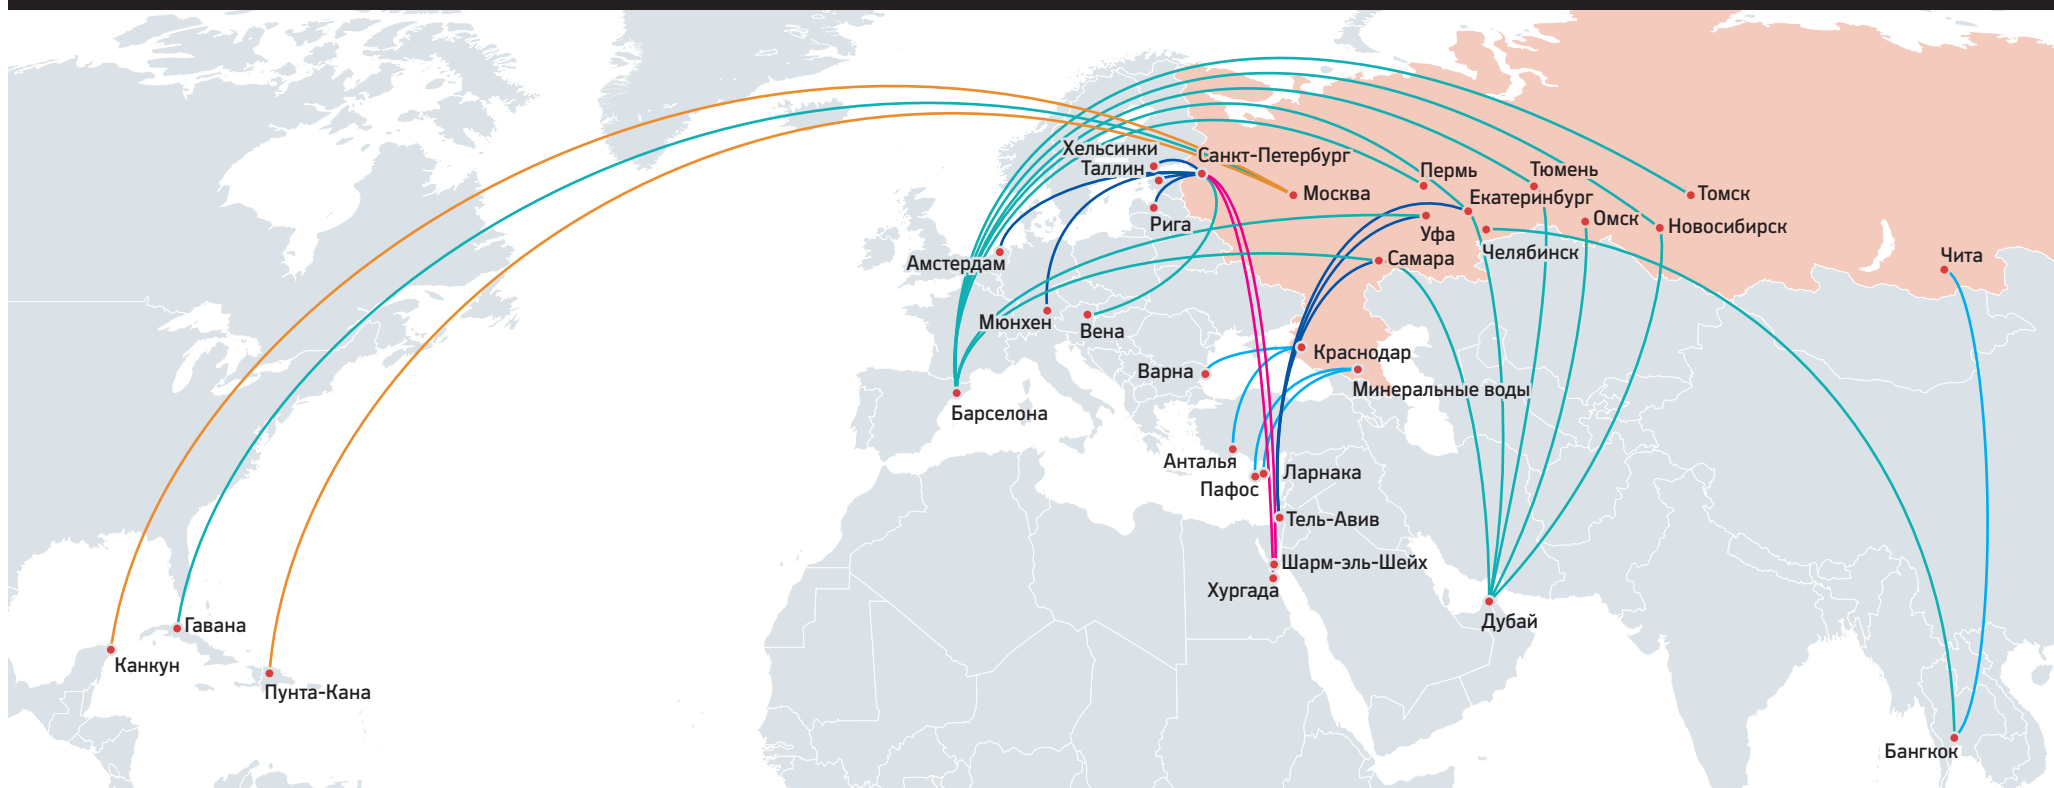 Хельсинки
Санкт-Петербург
Таллин
Пермь
Тюмень
Москва
Екатеринбург
Томск
Рига
Омск
Новосибирск
Уфа
Челябинск
Амстердам
Самара
Чита
Мюнхен
Вена
Краснодар
Варна
Минеральные воды
Барселона
Анталья
Ларнака
Пафос
Тель-Авив
Шарм-эль-Шейх
Хургада
Дубай
Гавана
Канкун
Пунта-Кана
Бангкок